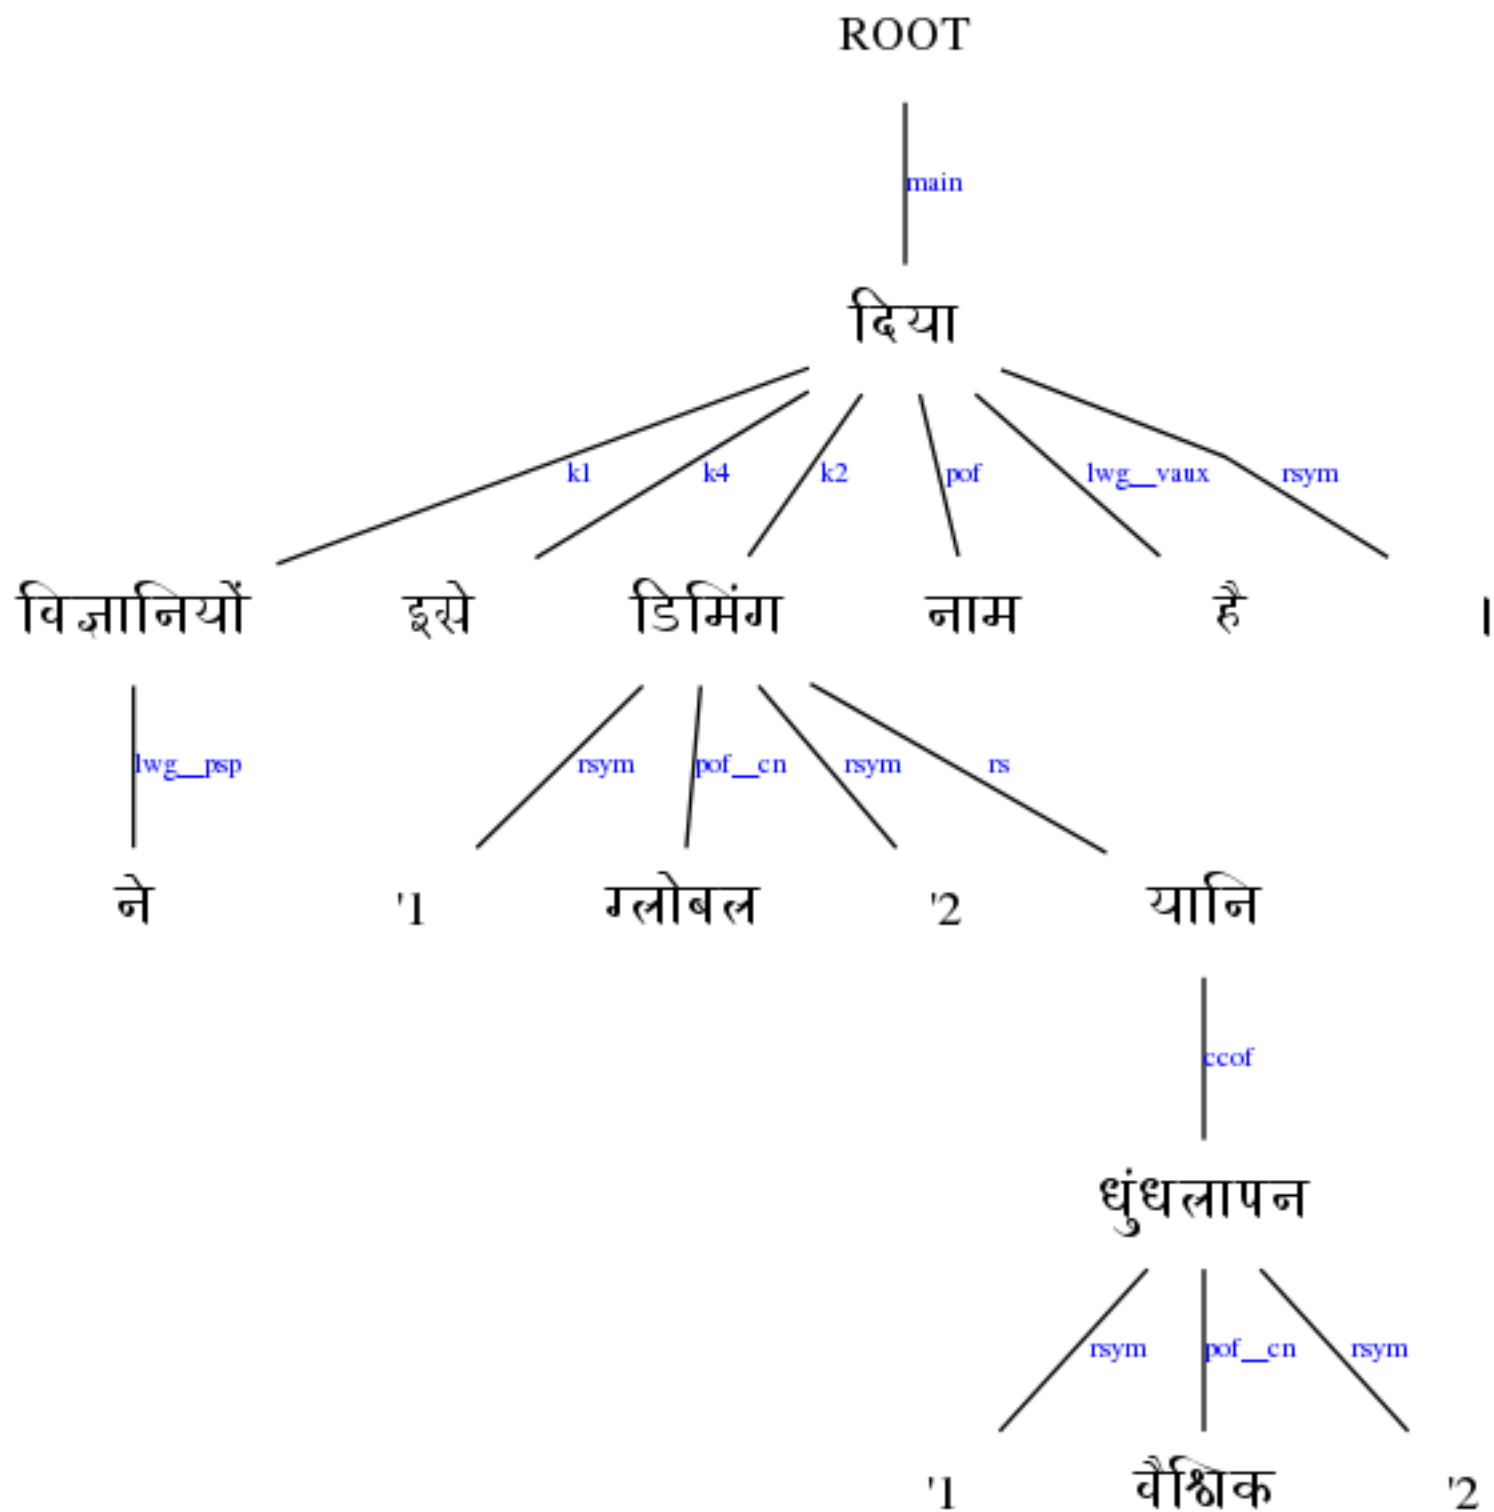 ROOT
main
दिया
k1 k4 k2 pof lwg__vaux rsym
विज्ञानियों इसे डिमिंग नाम है ।
lwg__psp rsym pof__cn rsym rs
ने '1 ग्लोबल '2 यानि
ccof
धुंधलापन
rsym pof__cn rsym
'1 वैश्विक '2